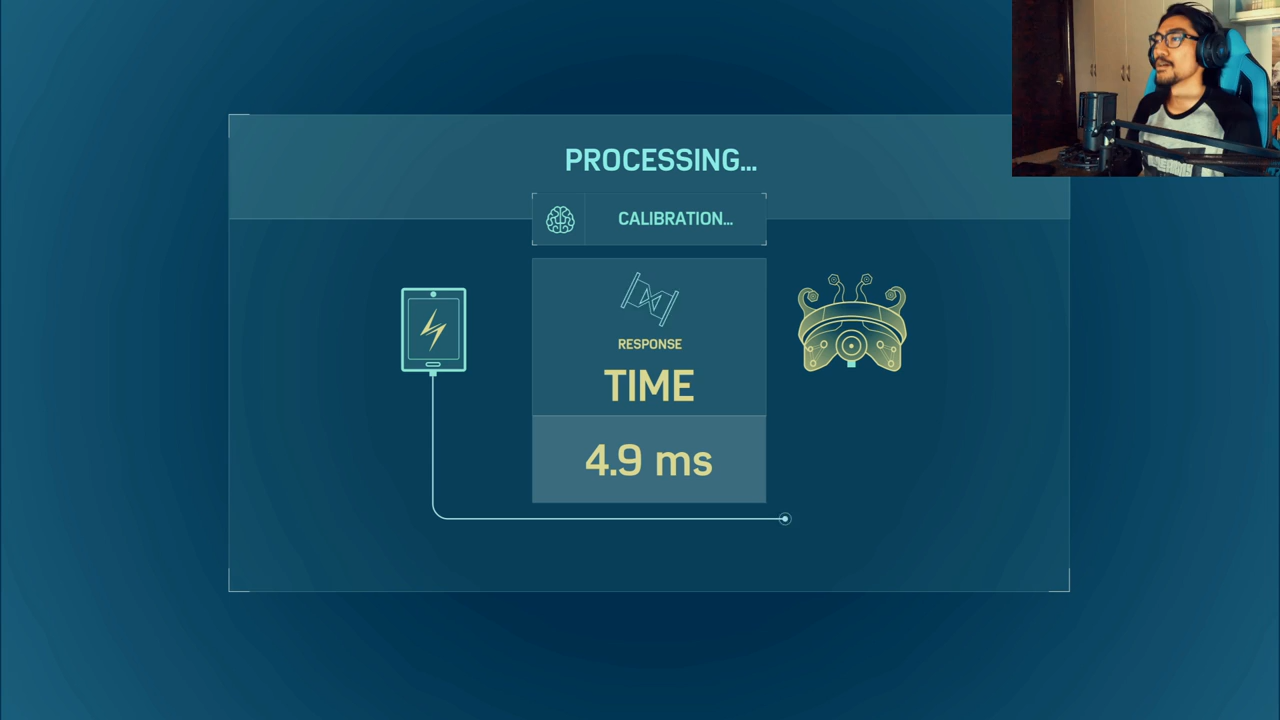 PROCESSING...
CALIBRATION...
RESPONSE
TIME
4.9 ms